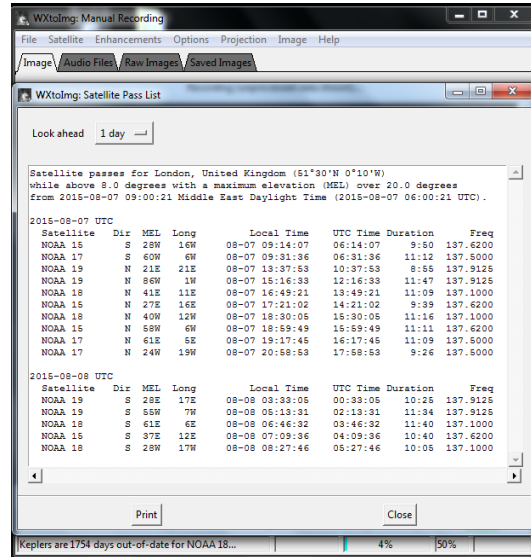 WXtoImg: Manual Recording
File Satellite Enhancements Options Projection Image Help
Image Audio Files Raw Images Saved Images
WXtoImg: Satellite Pass List
Look ahead 1 day
Satellite passes for London, United Kingdom (51°30'N 0°10'W)
while above 8.0 degrees with a maximum elevation (MEL) over 20.0 degrees
from 2015-08-07 09:00:21 Middle East Daylight Time (2015-08-07 06:00:21 UTC).
2015-08-07 UTC
Satellite Dir MEL Long Local Time UTC Time Duration Freq
NOAA 15 S 28W 16W 08-07 09:14:07 06:14:07 9:50 137.6200
NOAA 17 S 60W 6W 08-07 09:31:36 06:31:36 11:12 137.5000
NOAA 19 N 21E 21E 08-07 13:37:53 10:37:53 8:55 137.9125
NOAA 19 N 86W 1W 08-07 15:16:33 12:16:33 11:47 137.9125
NOAA 18 N 41E 11E 08-07 16:49:21 13:49:21 11:09 137.1000
NOAA 15 N 27E 16E 08-07 17:21:02 14:21:02 9:39 137.6200
NOAA 18 N 40W 12W 08-07 18:30:05 15:30:05 11:16 137.1000
NOAA 15 N 58W 6W 08-07 18:59:49 15:59:49 11:11 137.6200
NOAA 17 N 61E 5E 08-07 19:17:45 16:17:45 11:09 137.5000
NOAA 17 N 24W 19W 08-07 20:58:53 17:58:53 9:26 137.5000
2015-08-08 UTC
Satellite Dir MEL Long Local Time UTC Time Duration Freq
NOAA 19 S 28E 17E 08-08 03:33:05 00:33:05 10:25 137.9125
NOAA 19 S 55W 7W 08-08 05:13:31 02:13:31 11:34 137.9125
NOAA 18 S 61E 6E 08-08 06:46:32 03:46:32 11:40 137.1000
NOAA 15 S 37E 12E 08-08 07:09:36 04:09:36 10:40 137.6200
NOAA 18 S 28W 17W 08-08 08:27:46 05:27:46 10:05 137.1000
Print Close
Keplers are 1754 days out-of-date for NOAA 18... 4% 50%